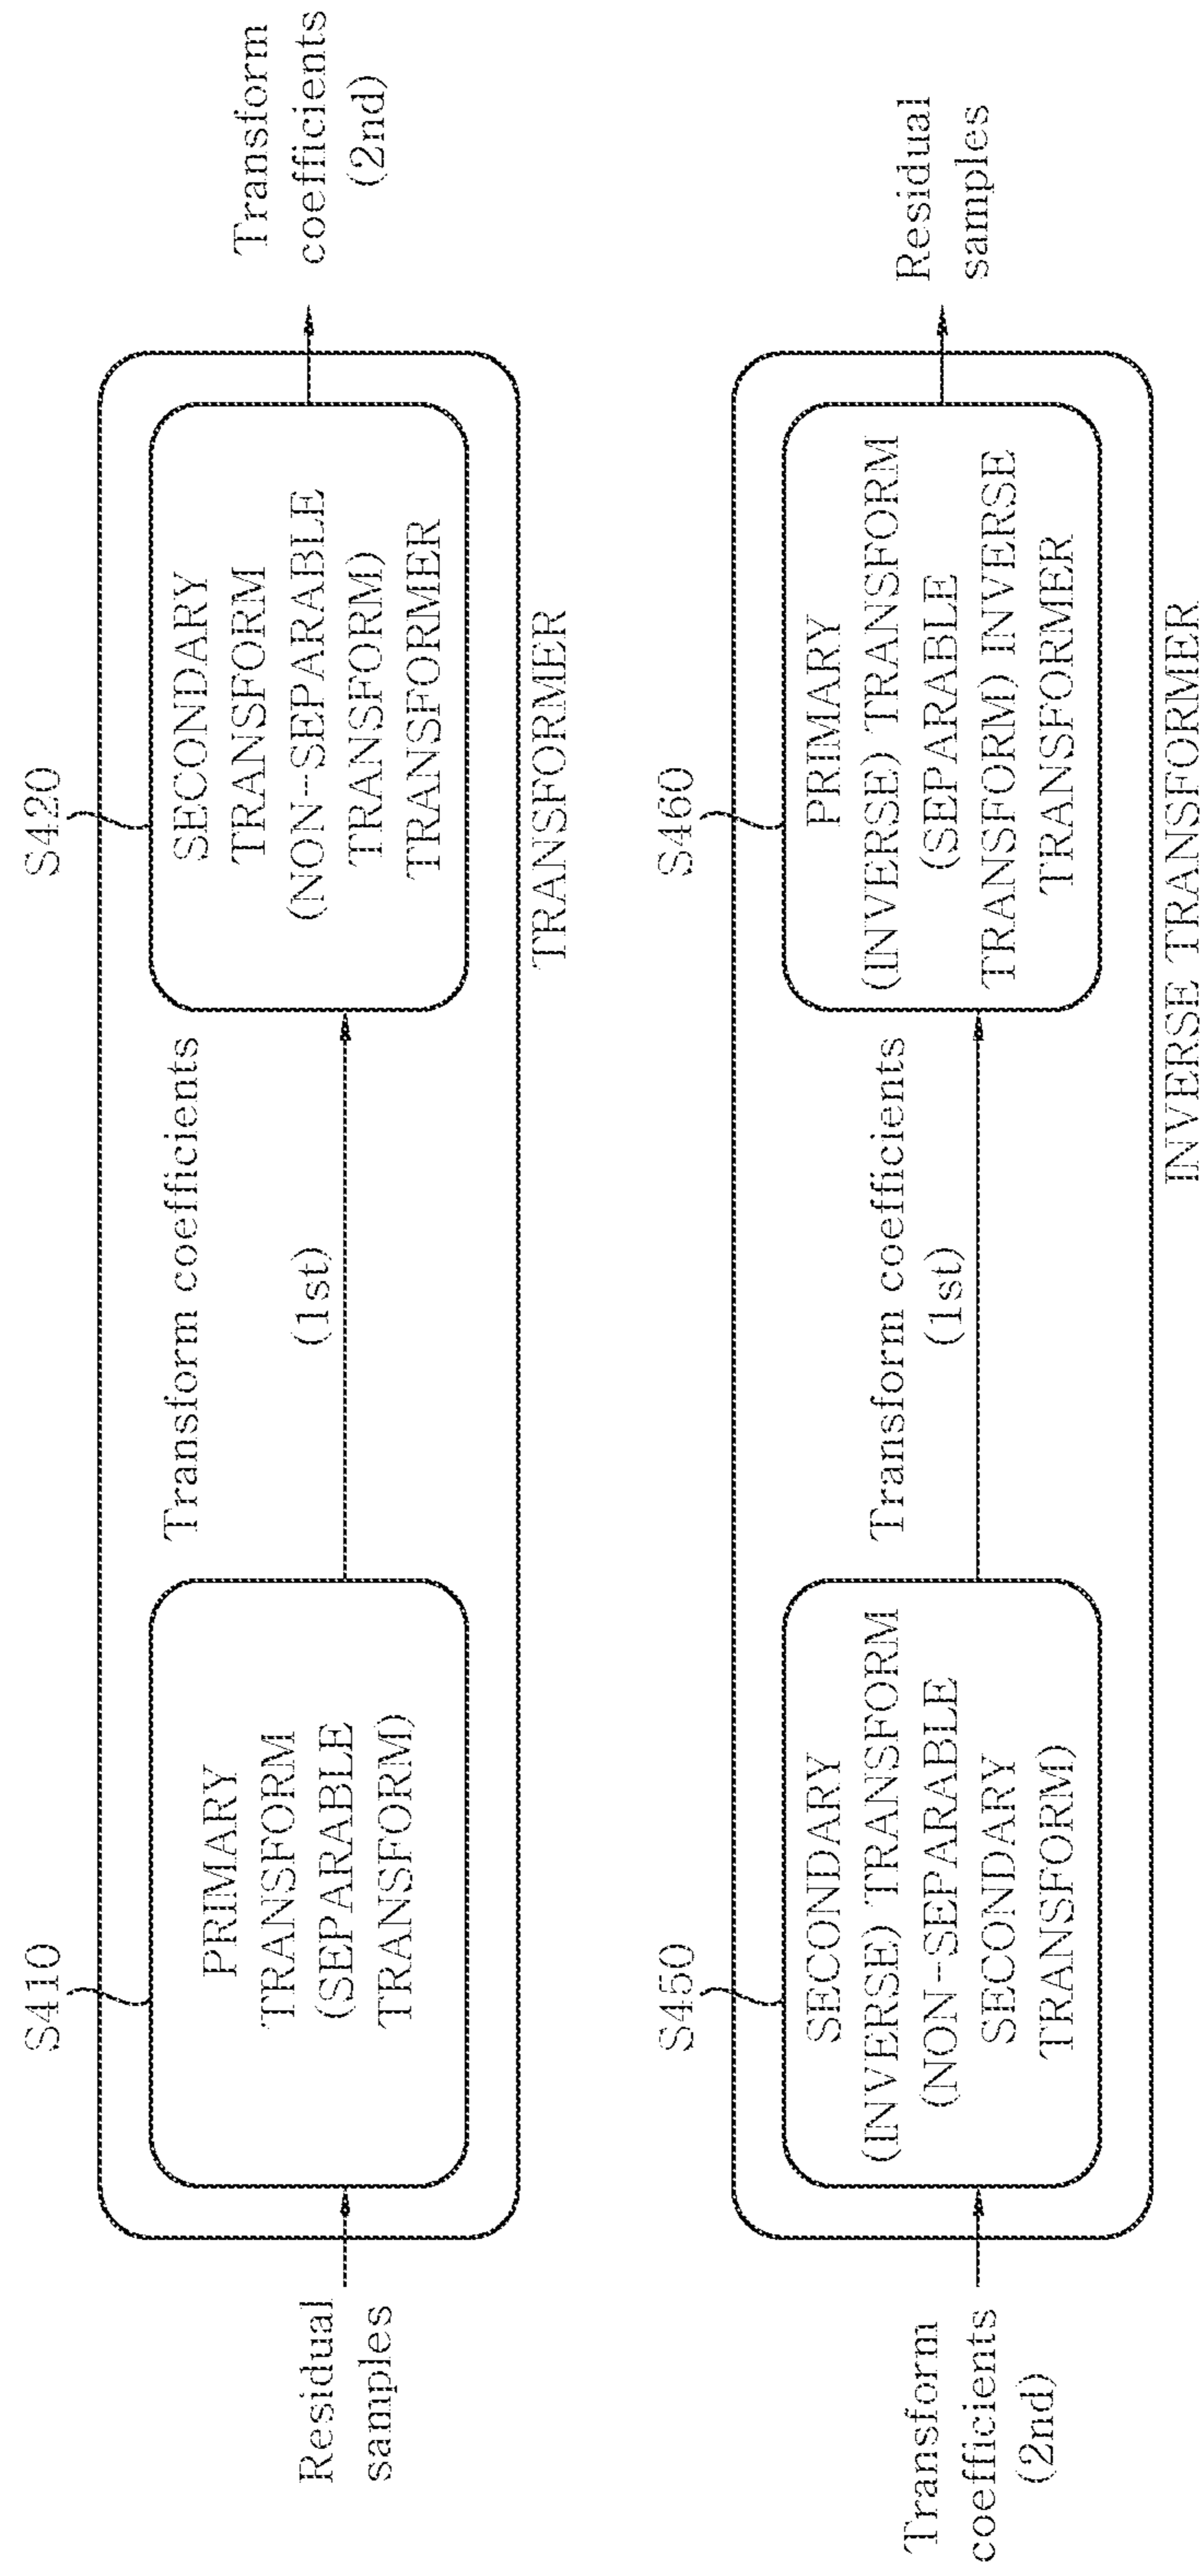 S410
S420
Residual
samples
PRIMARY
TRANSFORM
(SEPARABLE
TRANSFORM)
Transform coefficients
(1st)
SECONDARY
TRANSFORM
(NON-SEPARABLE
TRANSFORM)
TRANSFORMER
Transform
coefficients
(2nd)
TRANSFORMER
S450
S460
Transform
coefficients
(2nd)
SECONDARY
(INVERSE) TRANSFORM
(NON-SEPARABLE
SECONDARY
TRANSFORM)
Transform coefficients
(1st)
PRIMARY
(INVERSE) TRANSFORM
(SEPARABLE
TRANSFORM) INVERSE
TRANSFORMER
Residual
samples
INVERSE TRANSFORMER